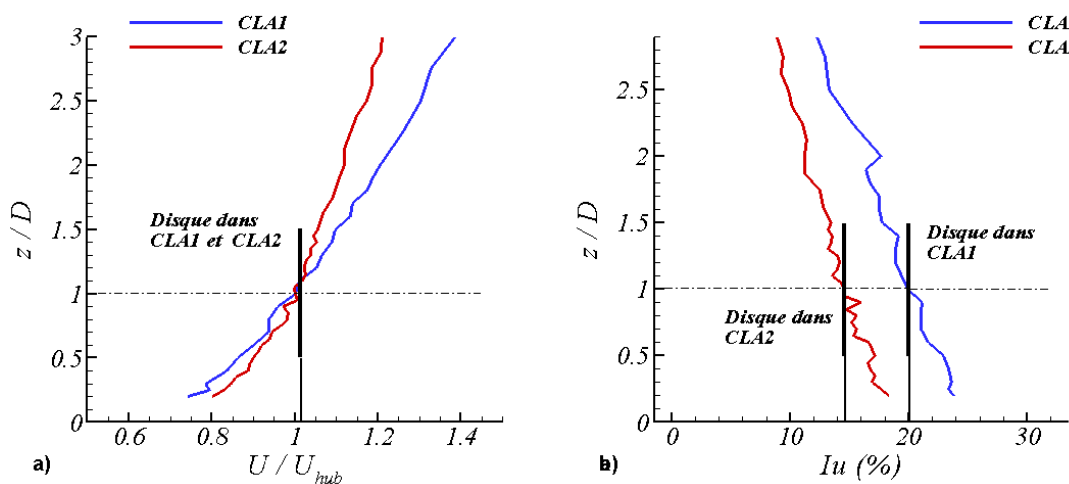 CLA1
CLA2
3
2.5
2
1.5
1
0.5
0
z / D
Disque dans
CLA1 et CLA2
0.6
0.8
1
1.2
1.4
U / U hub
a)
CLA
CLA
2.5
2
1.5
1
0.5
0
z / D
Disque dans
CLA1
Disque dans
CLA2
0
10
20
30
Iu (%)